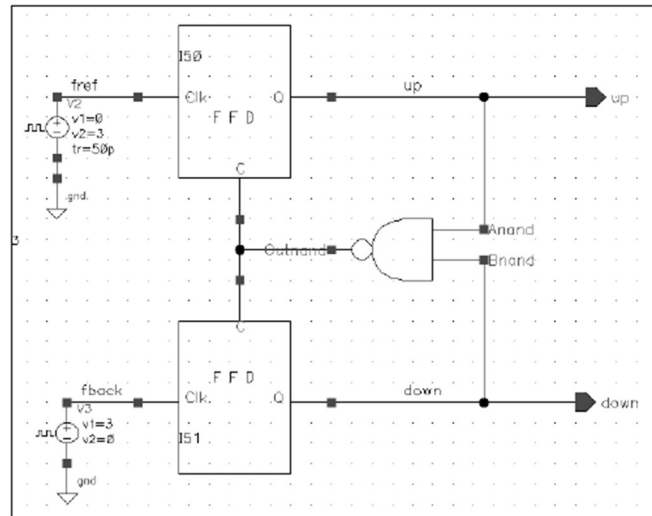 I50
fref
up
Clk
Q
up
V2
v1=0
v2=3
tr=50p
F F D
C
gnd
Anand
3
Outnand
Bnand
C
F F D
fback
down
Clk
Q
down
V3
v1=3
v2=0
I51
gnd